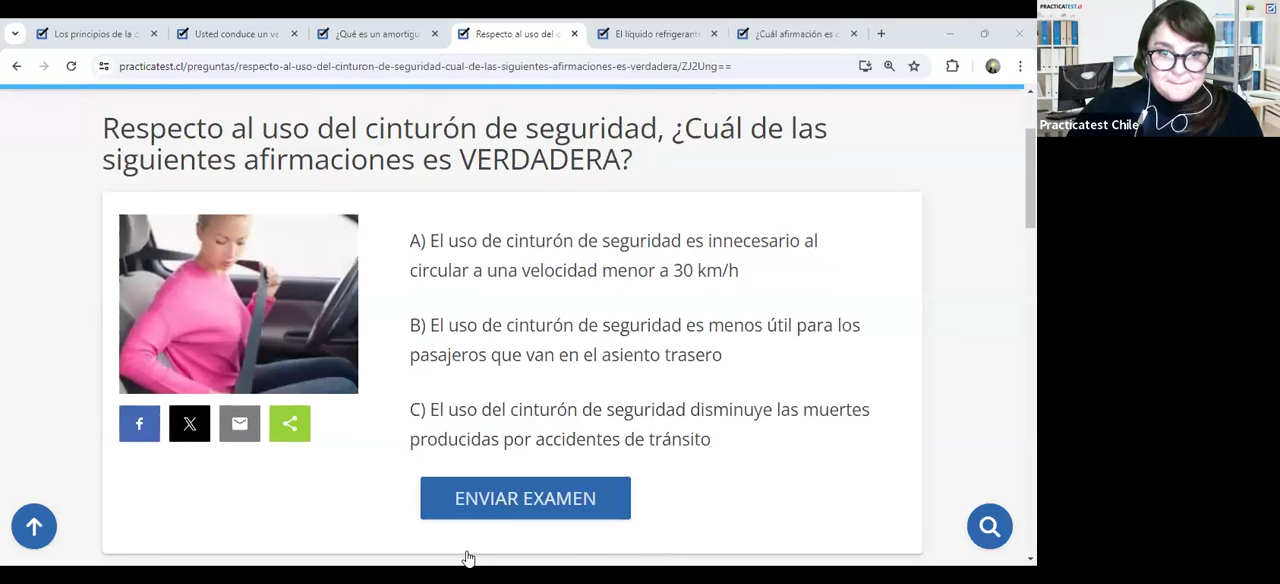 Los principios de la c
Usted conduce un ve
¿Qué es un amortigu
Respecto al uso del c
El líquido refrigerant
¿Cuál afirmación es c
practicatest.cl/preguntas/respecto-al-uso-del-cinturon-de-seguridad-cual-de-las-siguientes-afirmaciones-es-verdadera/ZJ2Ung==
PRACTICATEST.cl
Practicatest Chile
Respecto al uso del cinturón de seguridad, ¿Cuál de las
siguientes afirmaciones es VERDADERA?
A) El uso de cinturón de seguridad es innecesario al
circular a una velocidad menor a 30 km/h
B) El uso de cinturón de seguridad es menos útil para los
pasajeros que van en el asiento trasero
C) El uso del cinturón de seguridad disminuye las muertes
producidas por accidentes de tránsito
ENVIAR EXAMEN